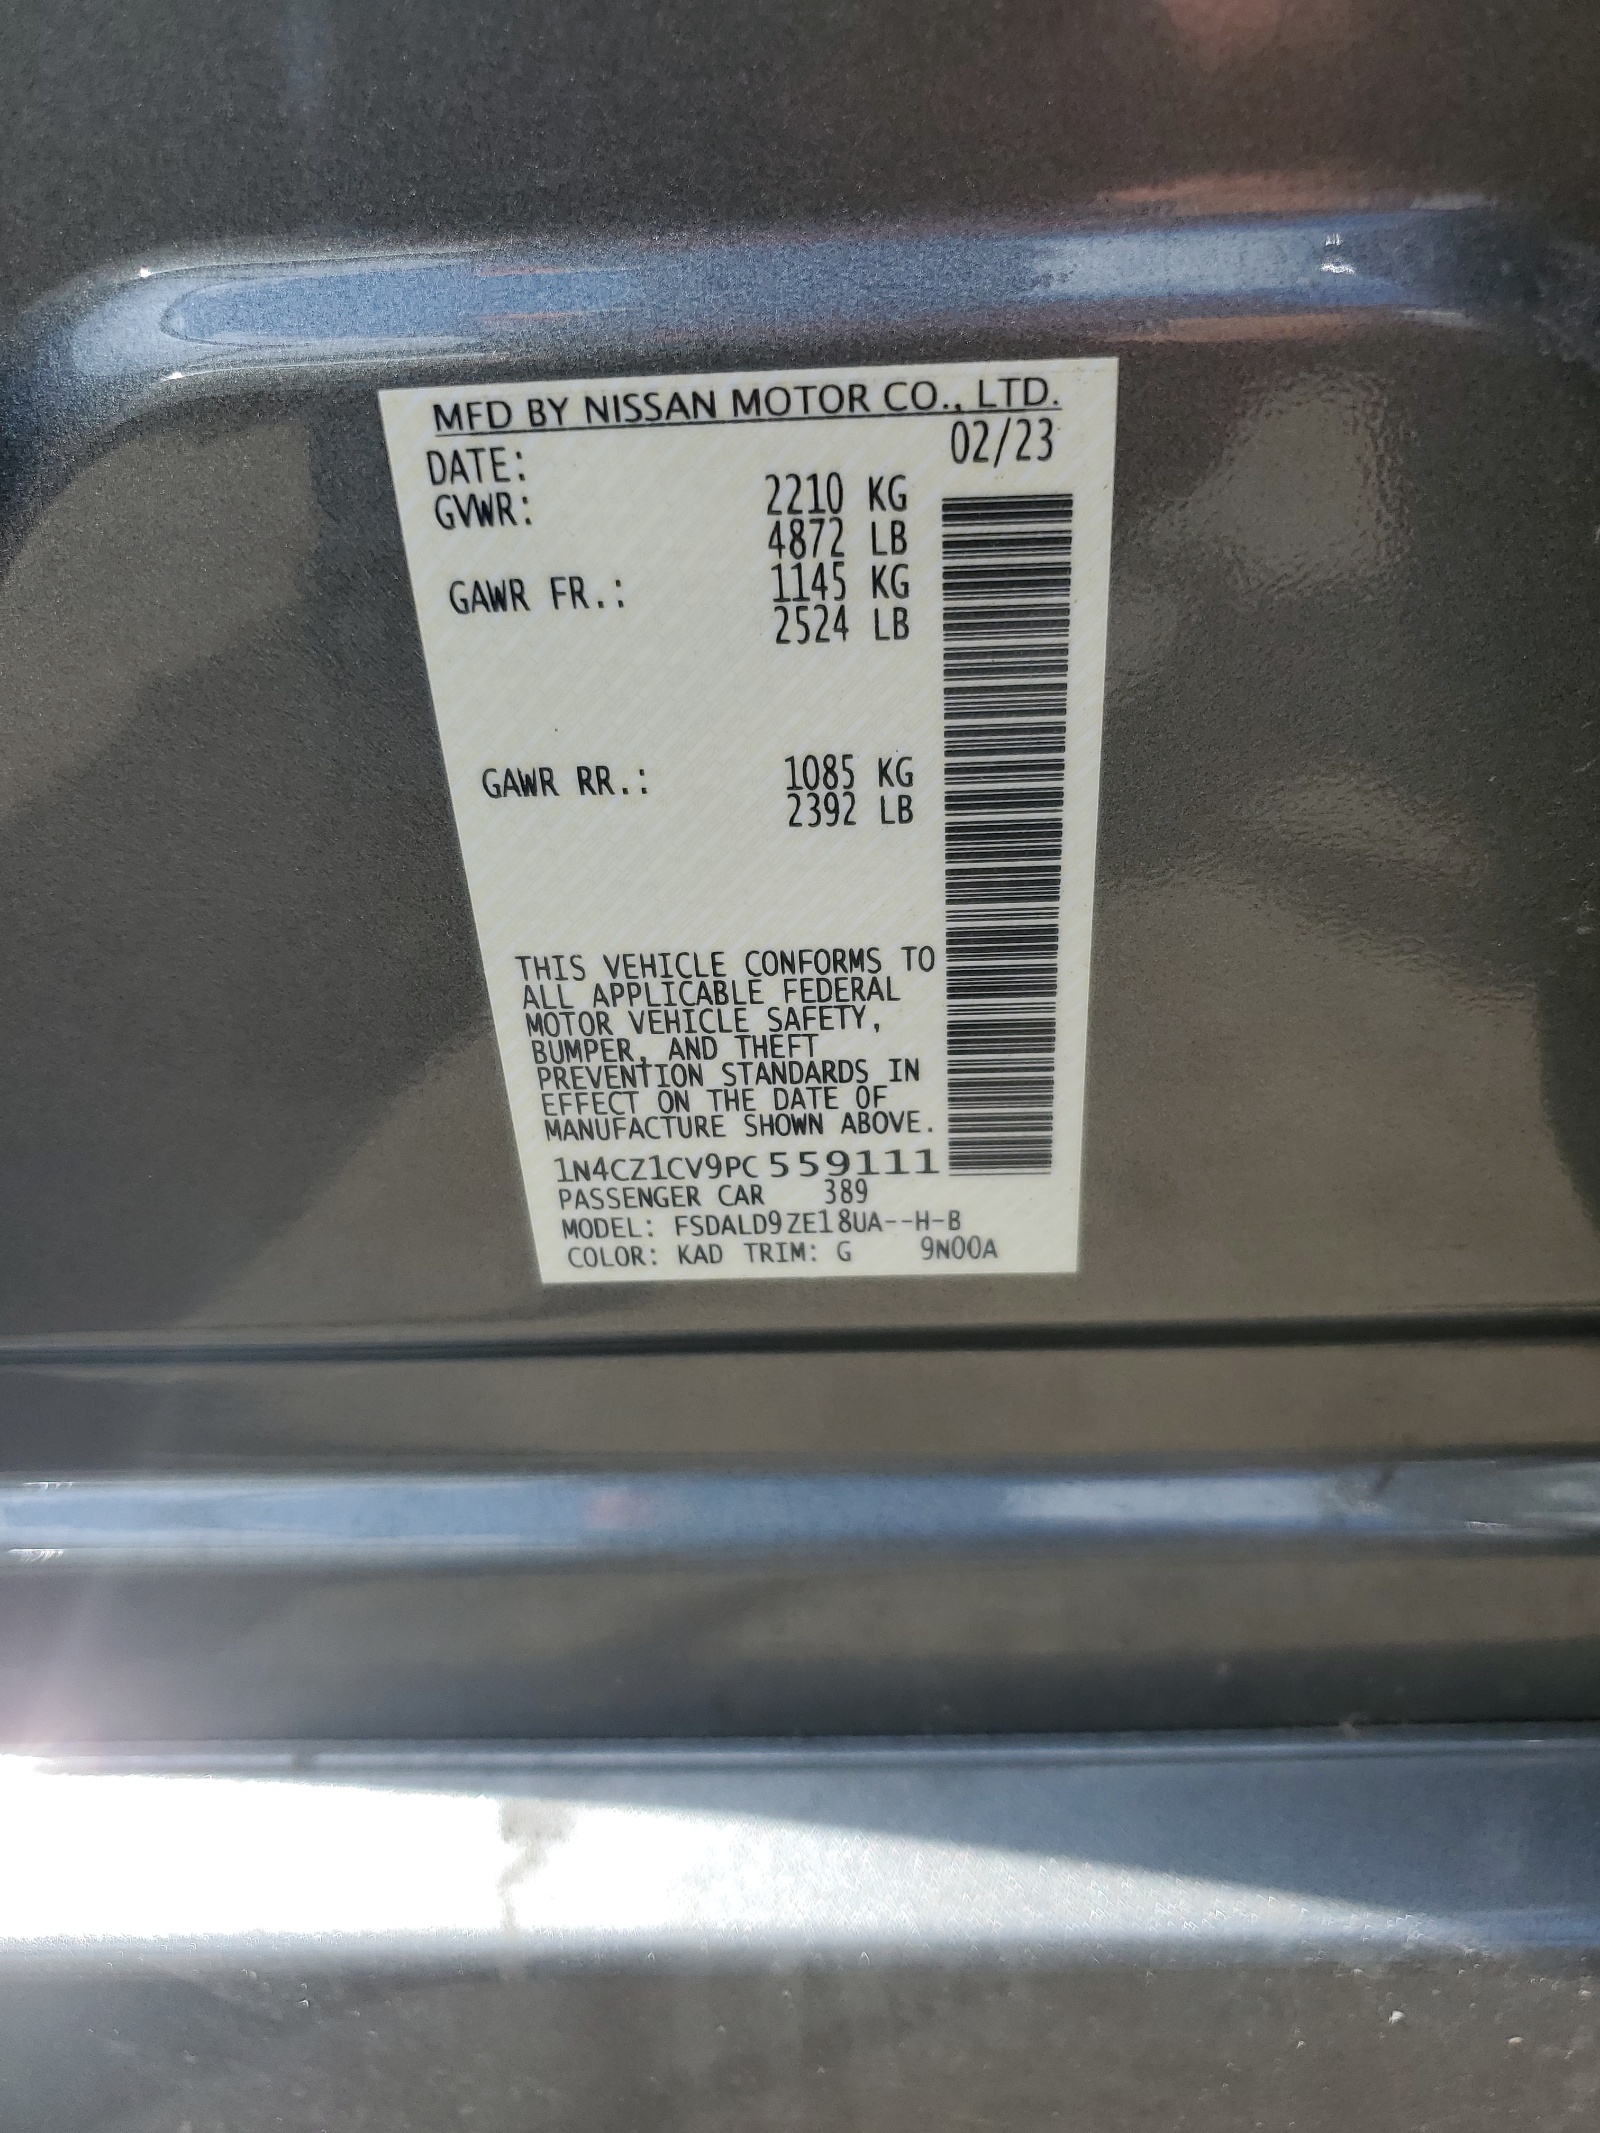 MFD BY NISSAN MOTOR CO., LTD.
DATE: 02/23
GVWR: 2210 KG
4872 LB
GAWR FR.: 1145 KG
2524 LB
GAWR RR.: 1085 KG
2392 LB
THIS VEHICLE CONFORMS TO
ALL APPLICABLE FEDERAL
MOTOR VEHICLE SAFETY,
BUMPER, AND THEFT
PREVENTION STANDARDS IN
EFFECT ON THE DATE OF
MANUFACTURE SHOWN ABOVE.
1N4CZ1CV9PC559111
PASSENGER CAR 389
MODEL: FSDALD9ZE18UA--H-B
COLOR: KAD TRIM: G 9N00A